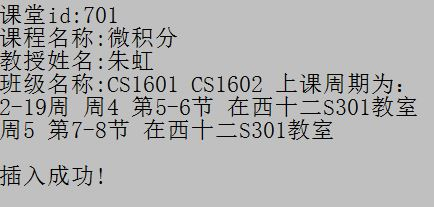 课堂id:701
课程名称:微积分
教授姓名:朱虹
班级名称:CS1601 CS1602 上课周期为:
2-19周 周4 第5-6节 在西十二S301教室
周5 第7-8节 在西十二S301教室
插入成功!